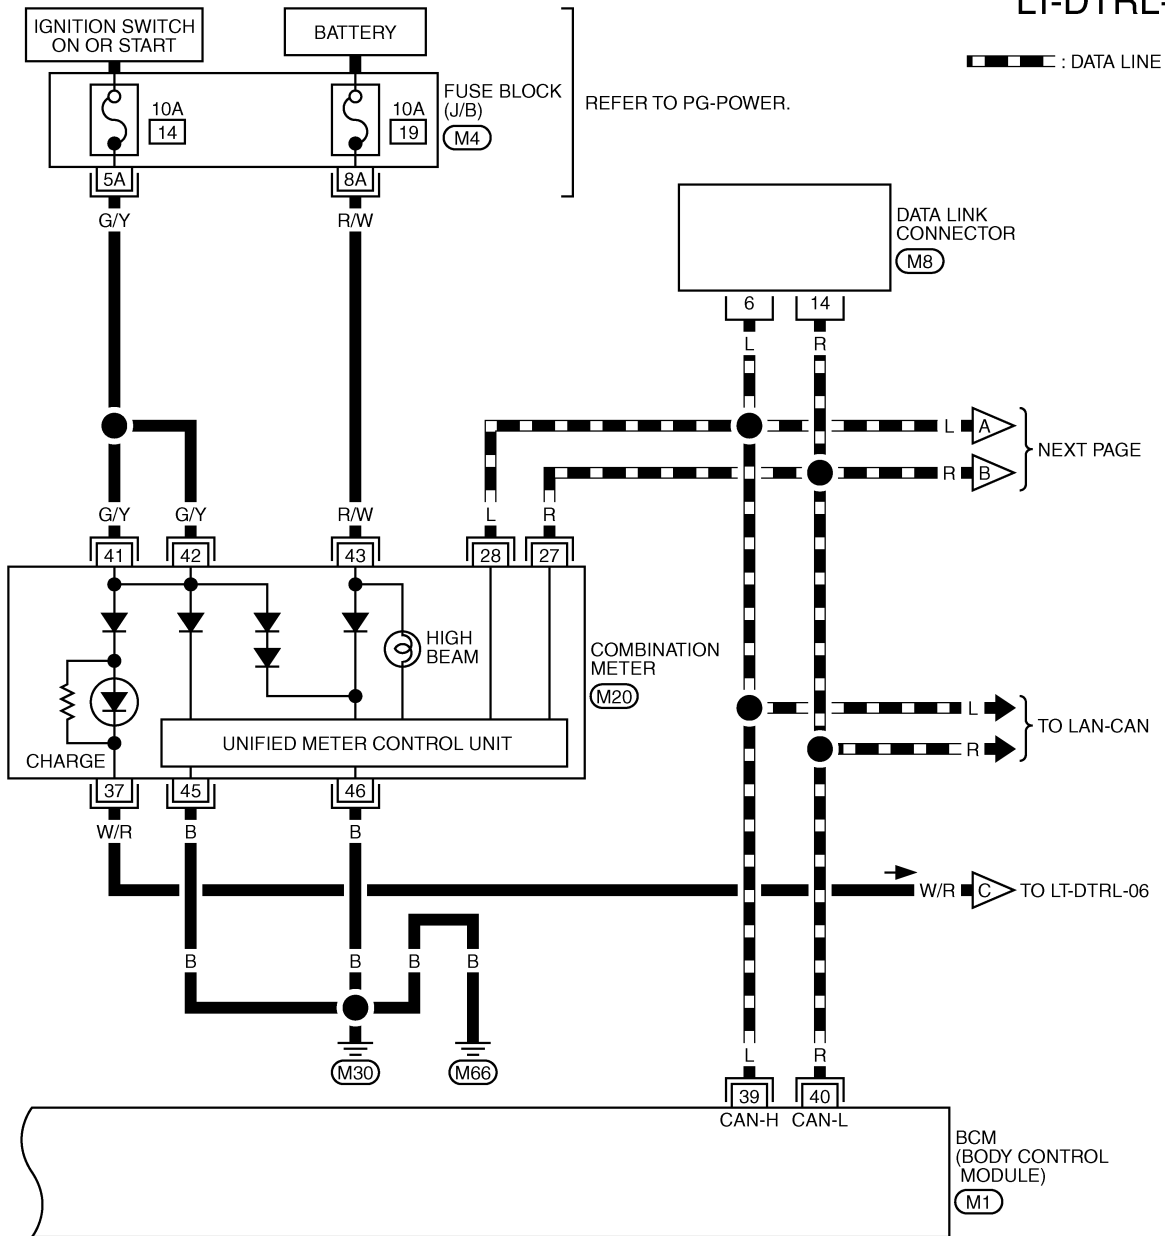 LT-DTRL-
IGNITION SWITCH
ON OR START
BATTERY
: DATA LINE
10A
14
10A
19
FUSE BLOCK
(J/B)
M4
REFER TO PG-POWER.
5A
8A
G/Y
R/W
DATA LINK
CONNECTOR
M8
6
14
L
R
L
A
R
B
NEXT PAGE
G/Y
G/Y
R/W
L
R
41
42
43
28
27
HIGH
BEAM
COMBINATION
METER
M20
UNIFIED METER CONTROL UNIT
CHARGE
L
R
TO LAN-CAN
37
45
46
W/R
B
B
W/R
C
TO LT-DTRL-06
B
B
B
B
M30
M66
L
R
39
40
CAN-H
CAN-L
BCM
(BODY CONTROL
MODULE)
M1